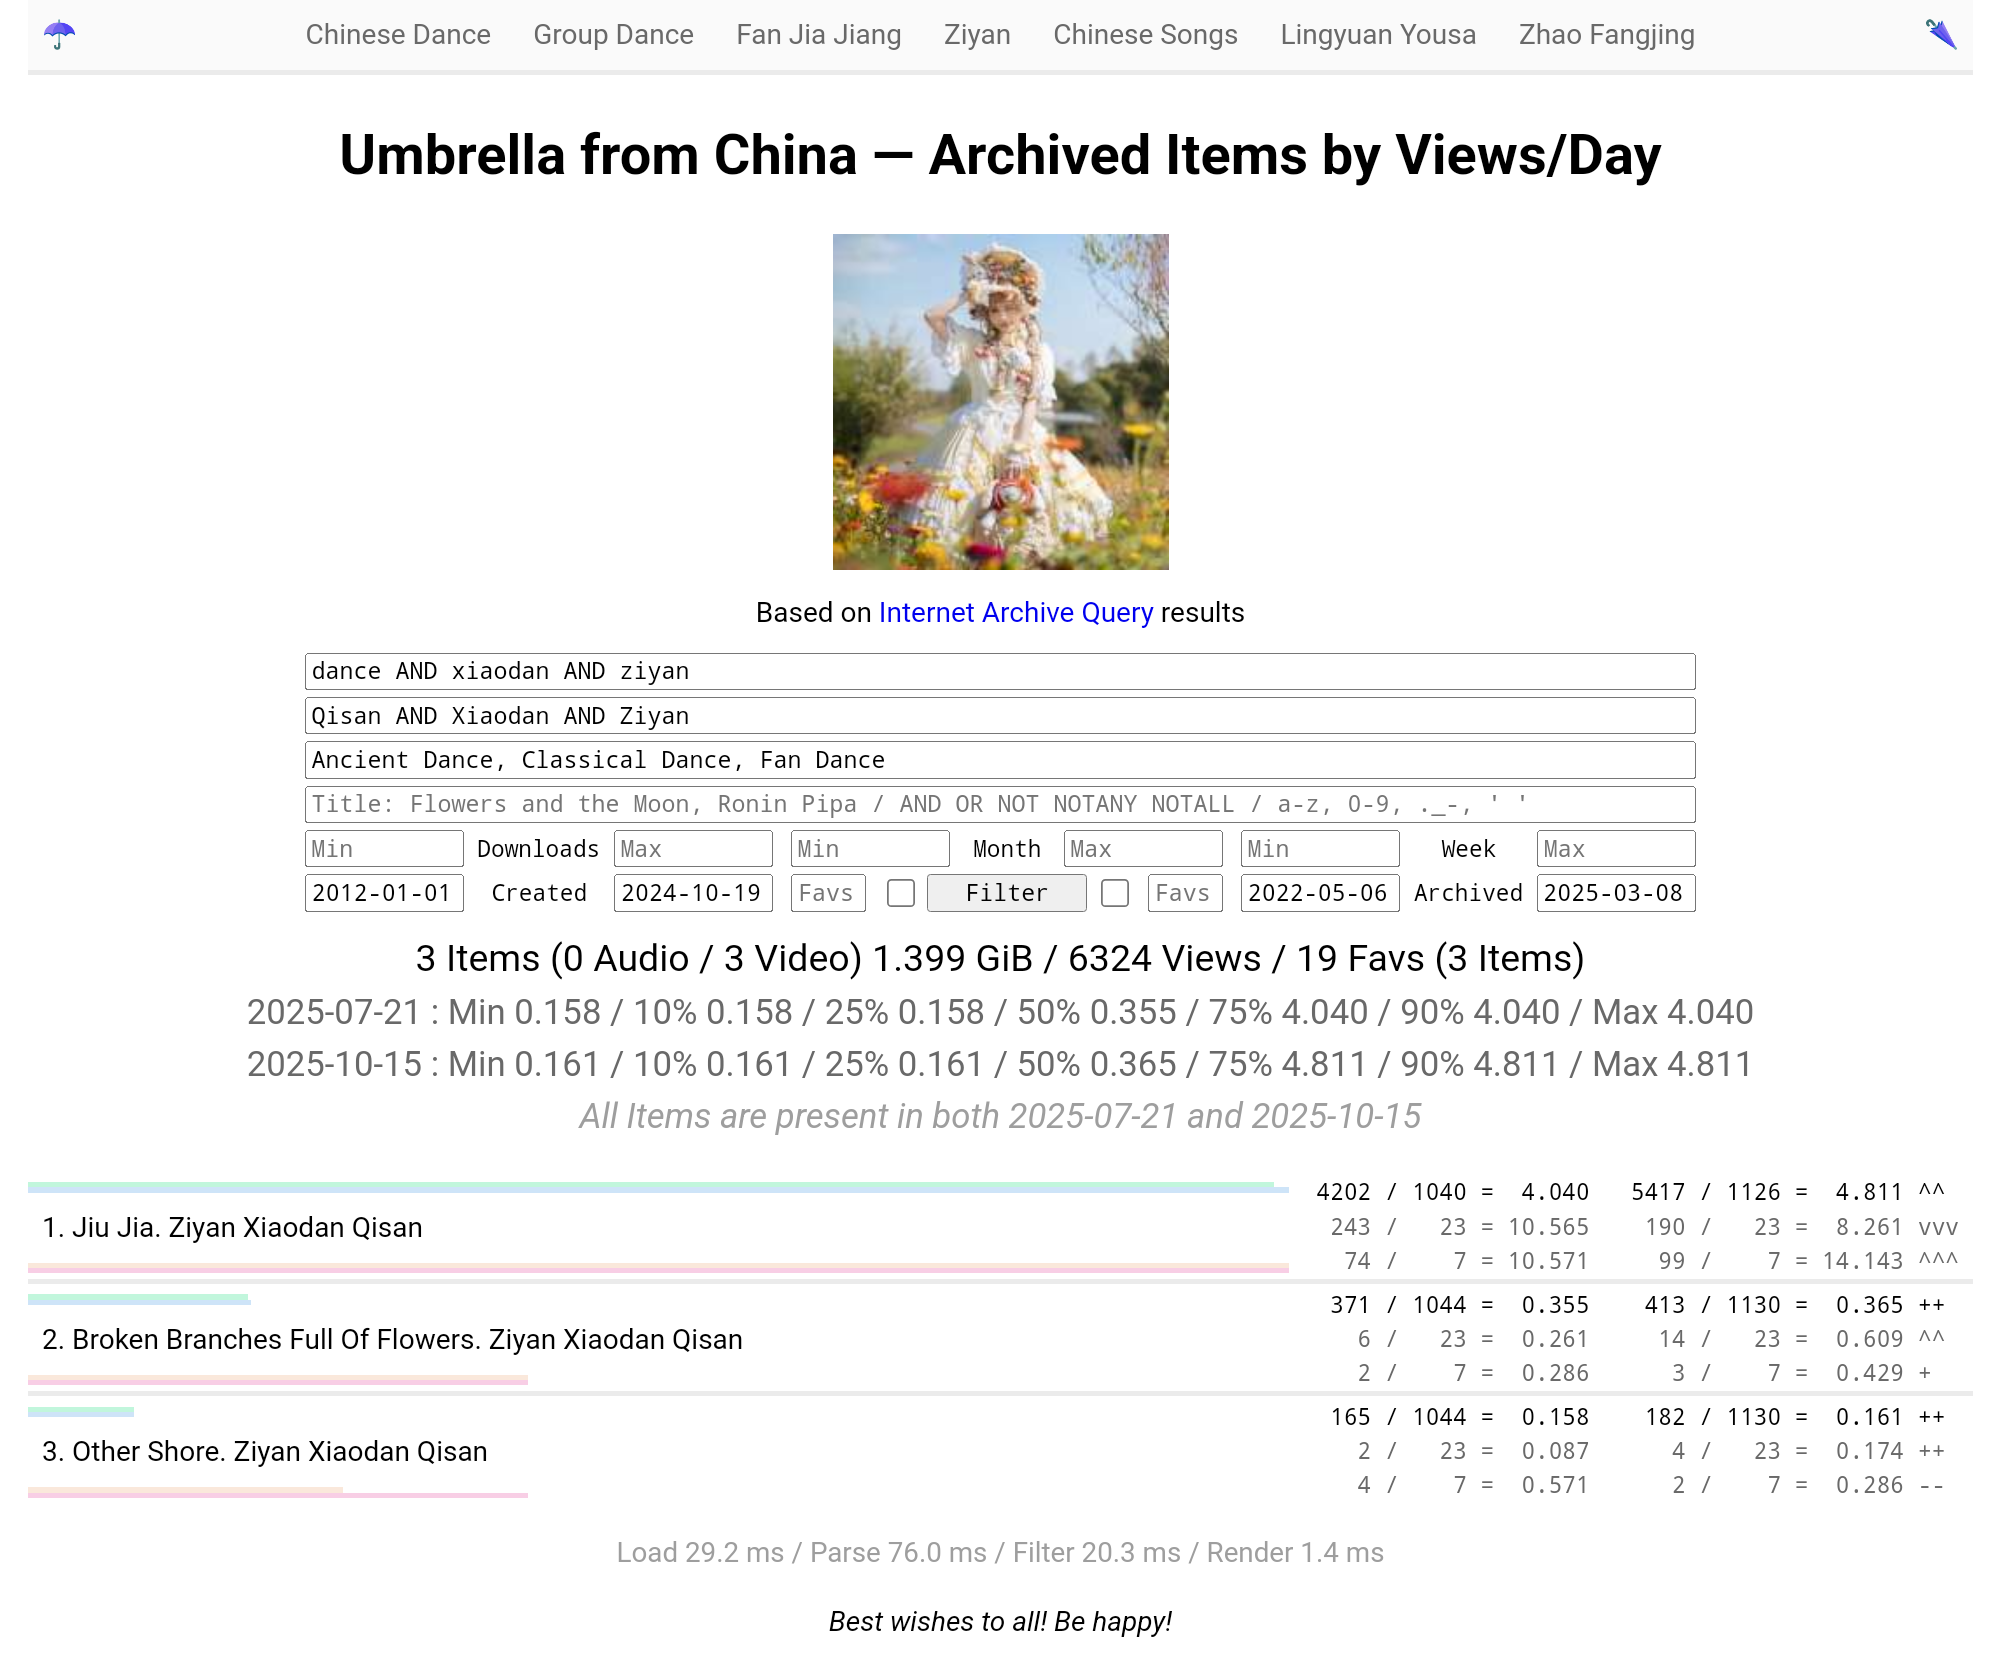 Chinese Dance Group Dance Fan Jia Jiang Ziyan Chinese Songs Lingyuan Yousa Zhao Fangjing
Umbrella from China — Archived Items by Views/Day
Based on Internet Archive Query results
dance AND xiaodan AND ziyan
Qisan AND Xiaodan AND Ziyan
Ancient Dance, Classical Dance, Fan Dance
Title: Flowers and the Moon, Ronin Pipa / AND OR NOT NOTANY NOTALL / a-z, 0-9, ._-, ' '
Min Downloads Max Min Month Max Min Week Max
2012-01-01 Created 2024-10-19 Favs Filter Favs 2022-05-06 Archived 2025-03-08
3 Items (0 Audio / 3 Video) 1.399 GiB / 6324 Views / 19 Favs (3 Items)
2025-07-21 : Min 0.158 / 10% 0.158 / 25% 0.158 / 50% 0.355 / 75% 4.040 / 90% 4.040 / Max 4.040
2025-10-15 : Min 0.161 / 10% 0.161 / 25% 0.161 / 50% 0.365 / 75% 4.811 / 90% 4.811 / Max 4.811
All Items are present in both 2025-07-21 and 2025-10-15
4202 / 1040 = 4.040 5417 / 1126 = 4.811 ^^
1. Jiu Jia. Ziyan Xiaodan Qisan 243 / 23 = 10.565 190 / 23 = 8.261 vvv
74 / 7 = 10.571 99 / 7 = 14.143 ^^^
371 / 1044 = 0.355 413 / 1130 = 0.365 ++
2. Broken Branches Full Of Flowers. Ziyan Xiaodan Qisan 6 / 23 = 0.261 14 / 23 = 0.609 ^^
2 / 7 = 0.286 3 / 7 = 0.429 +
165 / 1044 = 0.158 182 / 1130 = 0.161 ++
3. Other Shore. Ziyan Xiaodan Qisan 2 / 23 = 0.087 4 / 23 = 0.174 ++
4 / 7 = 0.571 2 / 7 = 0.286 --
Load 29.2 ms / Parse 76.0 ms / Filter 20.3 ms / Render 1.4 ms
Best wishes to all! Be happy!